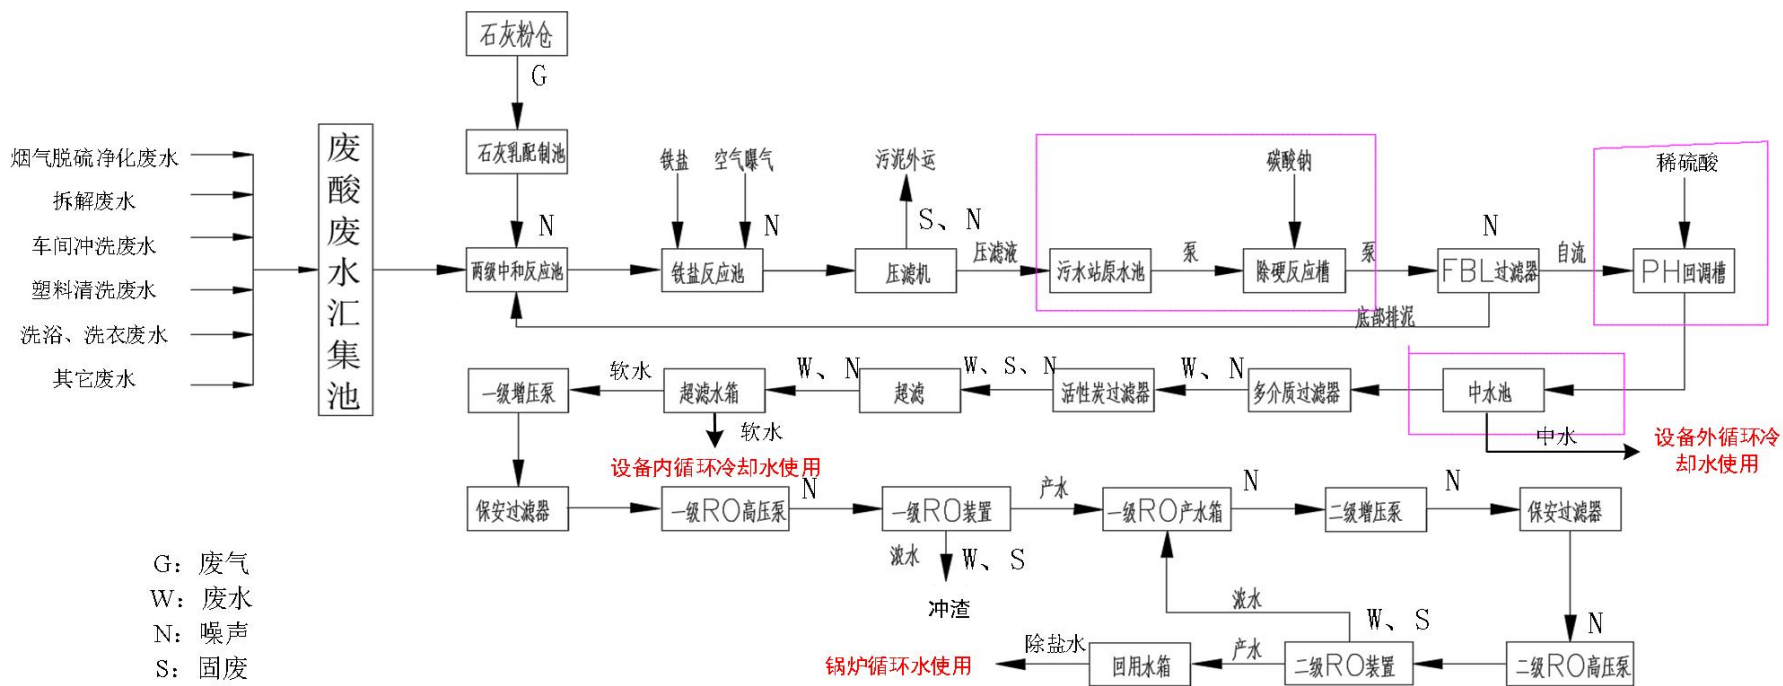 石灰粉仓
G
烟气脱硫净化废水
拆解废水
车间冲洗废水
塑料清洗废水
洗浴、洗衣废水
其它废水
废酸废水汇集池
石灰乳配制池
N
两级中和反应池
铁盐
空气曝气
N
铁盐反应池
污泥外运
S、N
压滤机
压滤液
污水站原水池
泵
碳酸钠
除硬反应槽
泵
N
FBL过滤器
自流
稀硫酸
PH回调槽
底部排泥
中水池
中水
设备外循环冷
却水使用
多介质过滤器
W、N
活性炭过滤器
W、S、N
超滤
W、N
超滤水箱
软水
设备内循环冷却水使用
软水
一级增压泵
保安过滤器
一级RO高压泵
N
一级RO装置
浓水
W、S
冲渣
产水
一级RO产水箱
N
二级增压泵
N
保安过滤器
N
二级RO高压泵
二级RO装置
W、S
浓水
产水
回用水箱
除盐水
锅炉循环水使用
G：废气
W：废水
N：噪声
S：固废